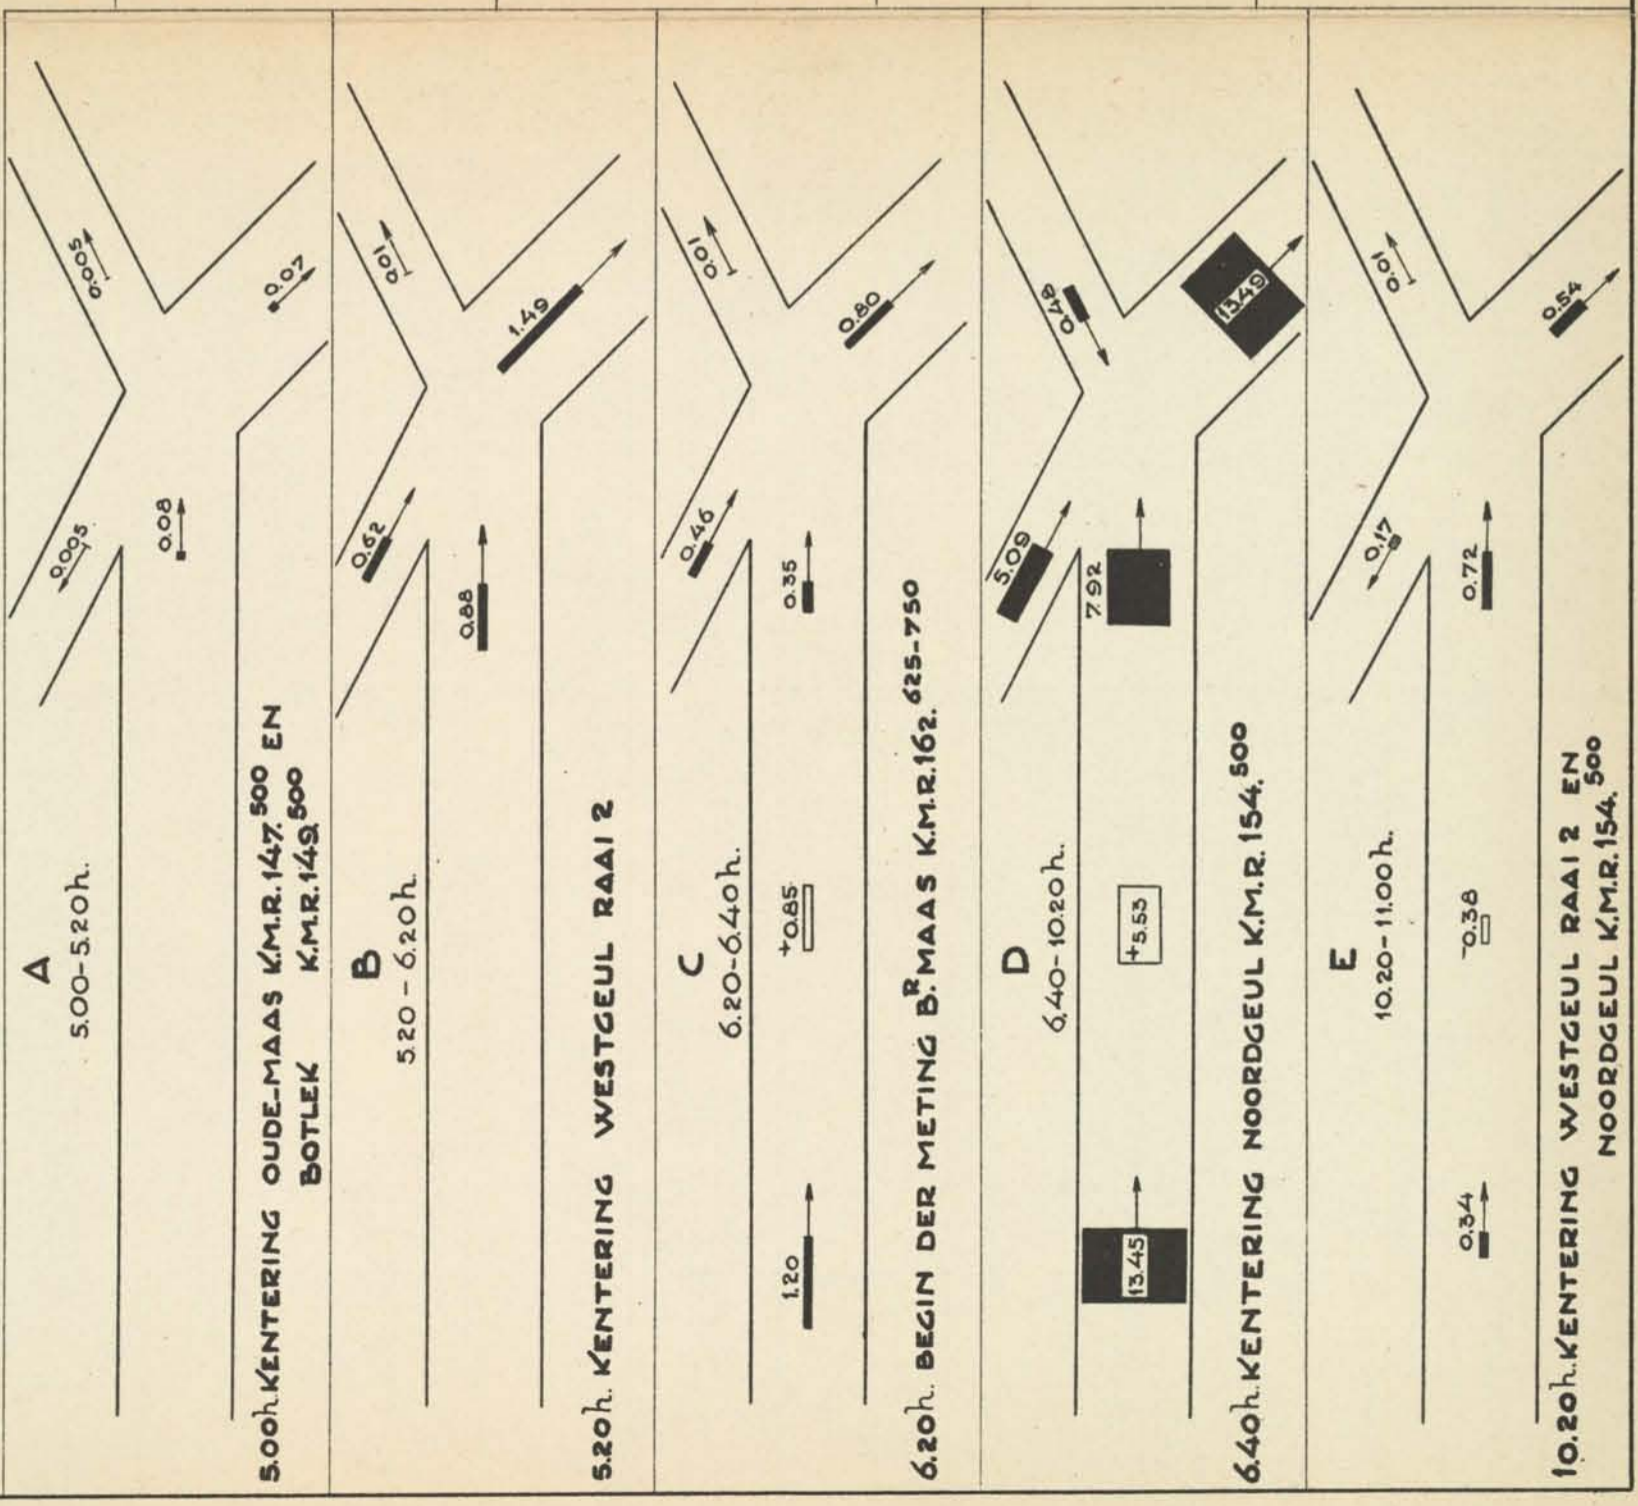 A
5.00-5.20h.
0.005
0.005
0.08
0.07
5.00h. KENTERING OUDE-MAAS K.M.R. 147.500 EN
BOTLEK K.M.R. 149.500
B
5.20-6.20h.
0.62
0.01
0.88
1.49
5.20h. KENTERING WESTGEUL RAAI 2
C
6.20-6.40h.
0.46
0.01
1.20
+0.85
0.35
0.80
6.20h. BEGIN DER METING BR. MAAS K.M.R. 162.625-750
D
6.40-10.20h.
5.09
0.48
13.45
+5.53
7.92
13.49
6.40h. KENTERING NOORDGEUL K.M.R. 154.500
E
10.20-11.00h.
0.17
0.01
0.34
-0.38
0.72
0.54
10.20h. KENTERING WESTGEUL RAAI 2 EN
NOORDGEUL K.M.R. 154.500